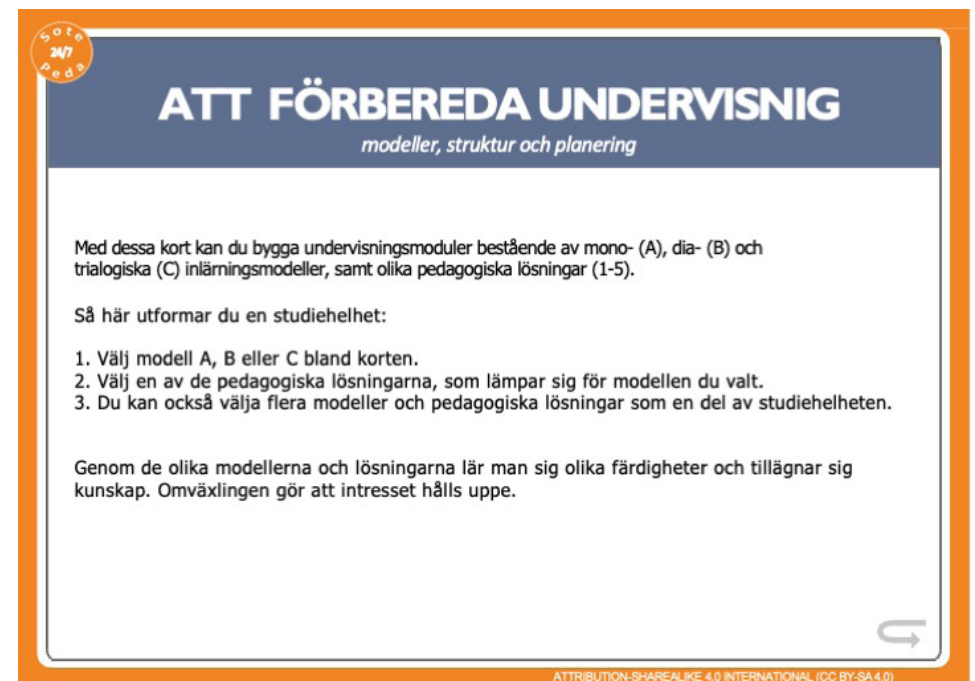 Sote
24/7
Peda
ATT FÖRBEREDA UNDERVISNIG
modeller, struktur och planering
Med dessa kort kan du bygga undervisningsmoduler bestående av mono- (A), dia- (B) och
trialogiska (C) inlärningsmodeller, samt olika pedagogiska lösningar (1-5).
Så här utformar du en studiehelhet:
1. Välj modell A, B eller C bland korten.
2. Välj en av de pedagogiska lösningarna, som lämpar sig för modellen du valt.
3. Du kan också välja flera modeller och pedagogiska lösningar som en del av studiehelheten.
Genom de olika modellerna och lösningarna lär man sig olika färdigheter och tillägnar sig
kunskap. Omväxlingen gör att intresset hålls uppe.
ATTRIBUTION-SHAREALIKE 4.0 INTERNATIONAL (CC BY-SA 4.0)